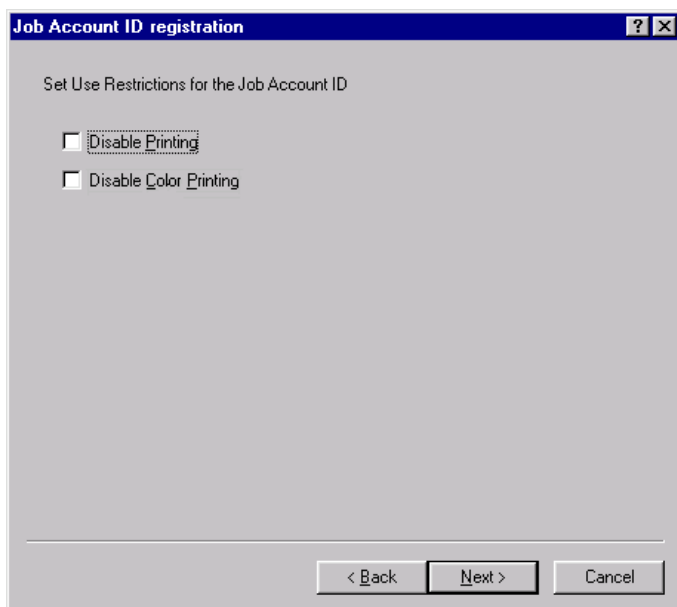 Job Account ID registration
Set Use Restrictions for the Job Account ID
Disable Printing
Disable Color Printing
< Back Next > Cancel